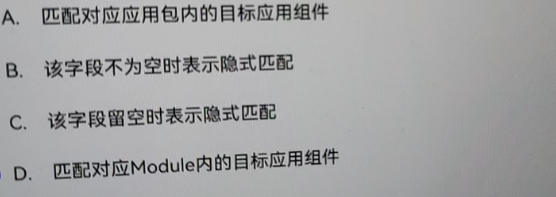 A. 匹配对应应用包内的目标应用组件
B. 该字段不为空时表示隐式匹配
C. 该字段留空时表示隐式匹配
D. 匹配对应Module内的目标应用组件